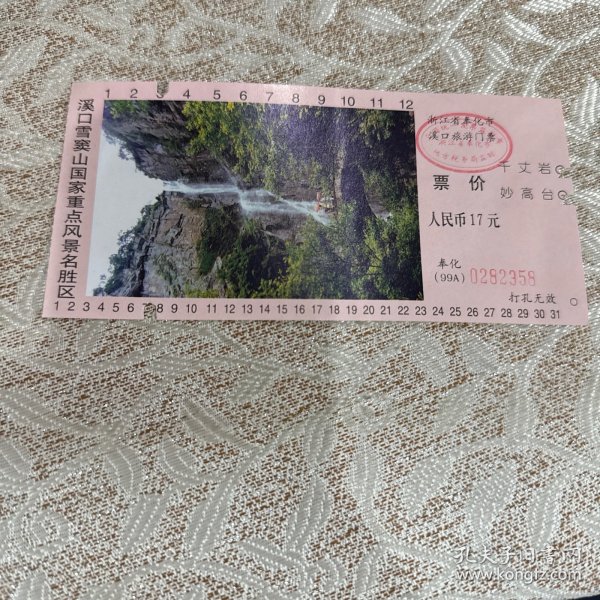 1 2 3 4 5 6 7 8 9 10 11 12
溪口雪窦山国家重点风景名胜区
浙江省奉化市
溪口旅游门票
千丈岩
票价
妙高台
人民币17元
奉化
(99A) 0282358
打孔无效
1 2 3 4 5 6 7 8 9 10 11 12 13 14 15 16 17 18 19 20 21 22 23 24 25 26 27 28 29 30 31
孔夫子旧书网
www.kongfz.com